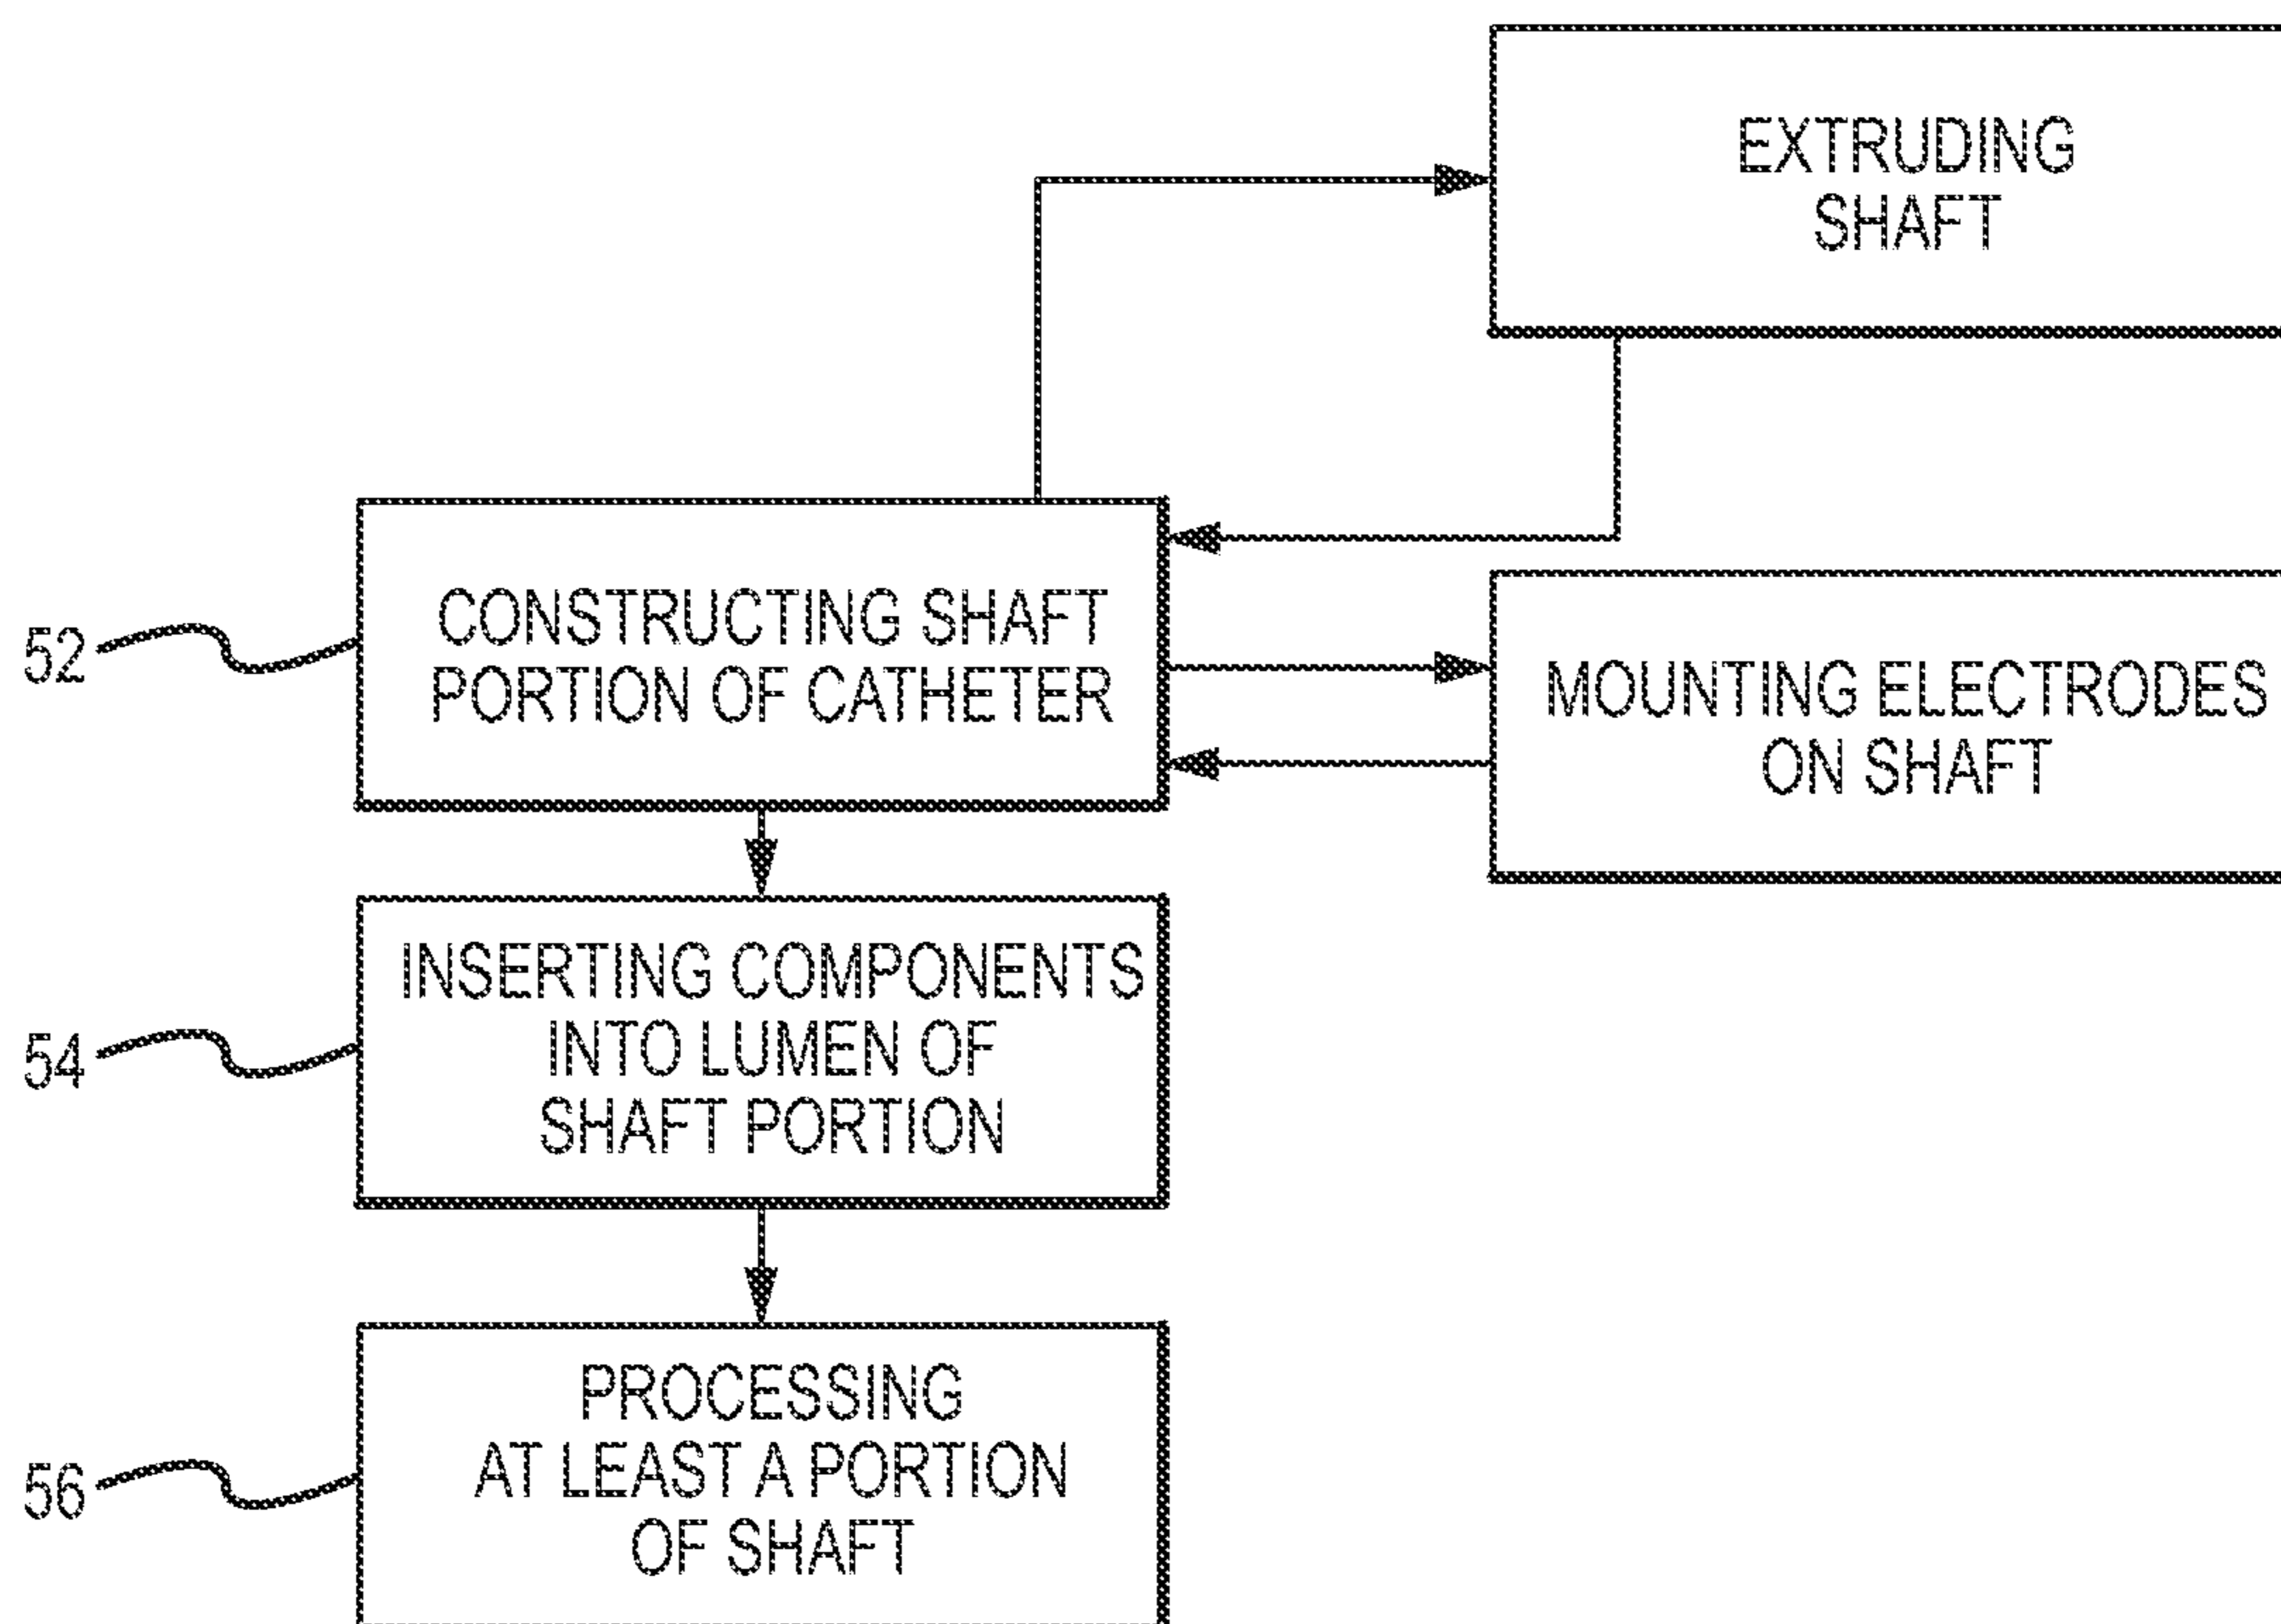 EXTRUDING
SHAFT
52
CONSTRUCTING SHAFT
PORTION OF CATHETER
MOUNTING ELECTRODES
ON SHAFT
54
INSERTING COMPONENTS
INTO LUMEN OF
SHAFT PORTION
56
PROCESSING
AT LEAST A PORTION
OF SHAFT